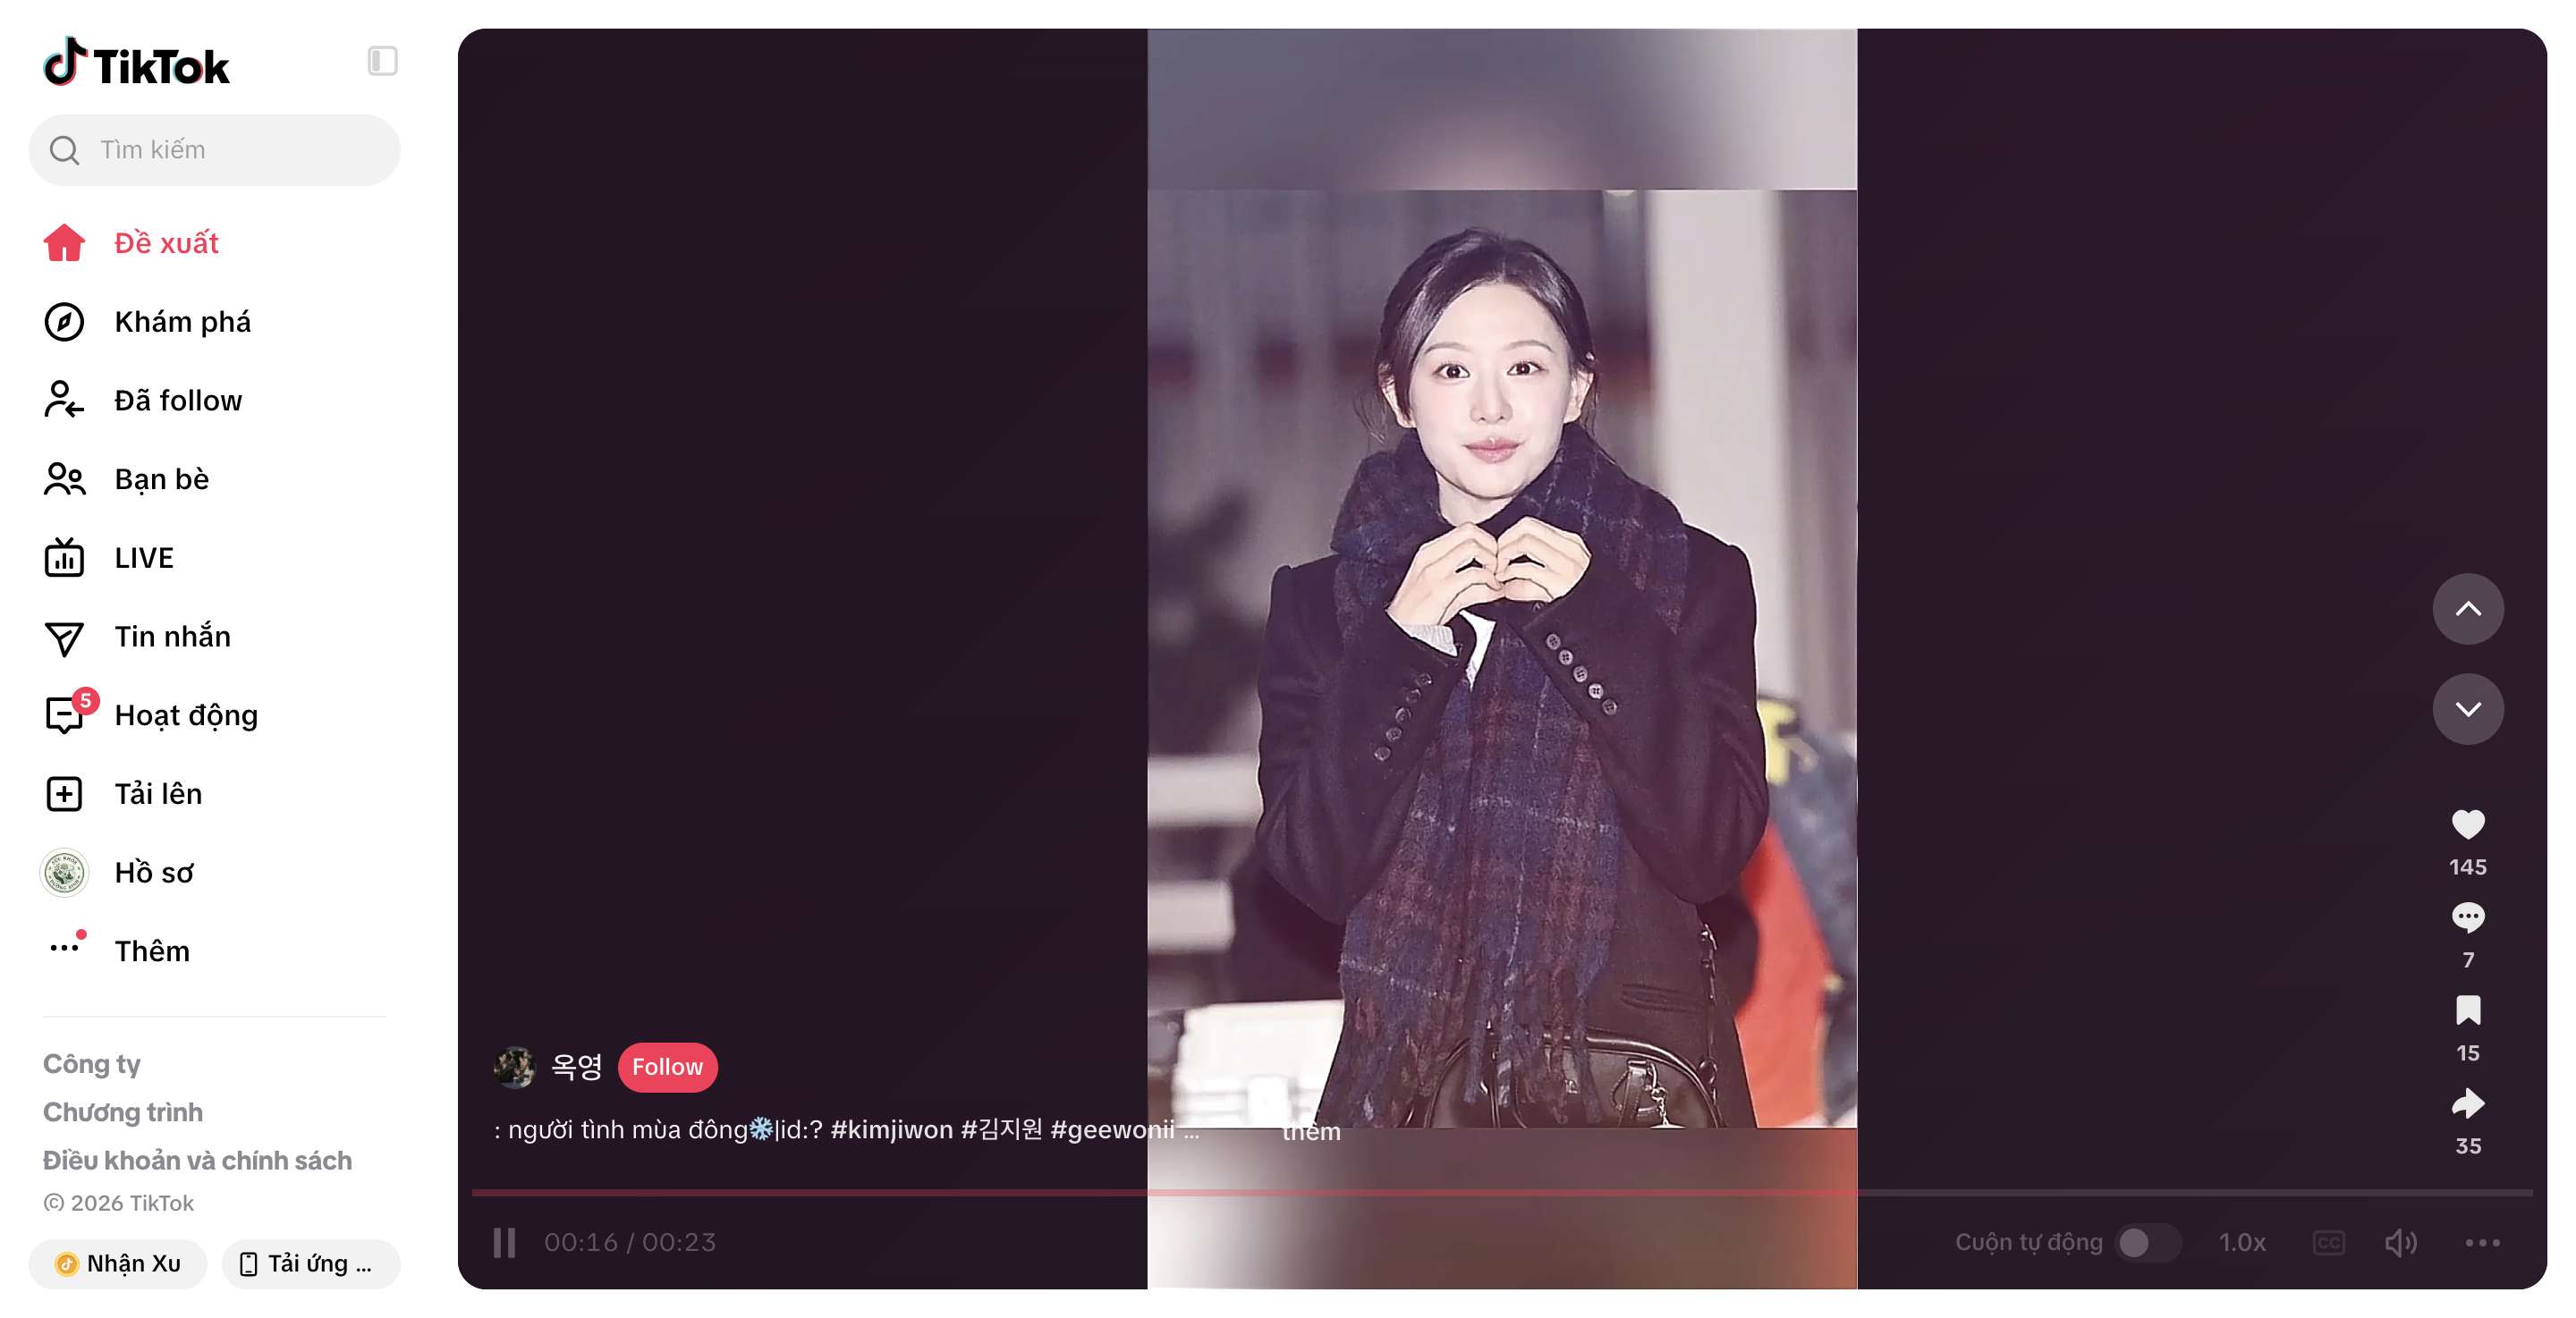 TikTok
Tìm kiếm
Đề xuất
Khám phá
Đã follow
Bạn bè
LIVE
Tin nhắn
5
Hoạt động
Tải lên
Hồ sơ
Thêm
Công ty
Chương trình
Điều khoản và chính sách
© 2026 TikTok
Nhận Xu
Tải ứng ...
옥영 Follow
: người tình mùa đông❄️|id:? #kimjiwon #김지원 #geewonii ... thêm
00:16 / 00:23
145
7
15
35
Cuộn tự động 1.0x CC